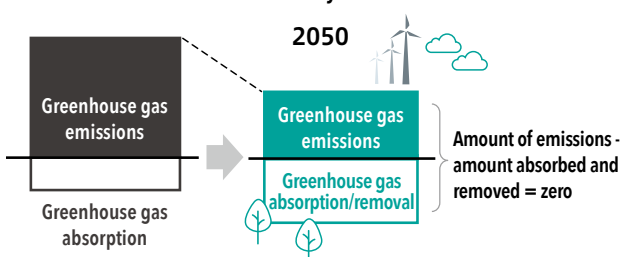 2050
Greenhouse gas
emissions
Greenhouse gas
absorption
Greenhouse gas
emissions
Greenhouse gas
absorption/removal
Amount of emissions -
amount absorbed and
removed = zero